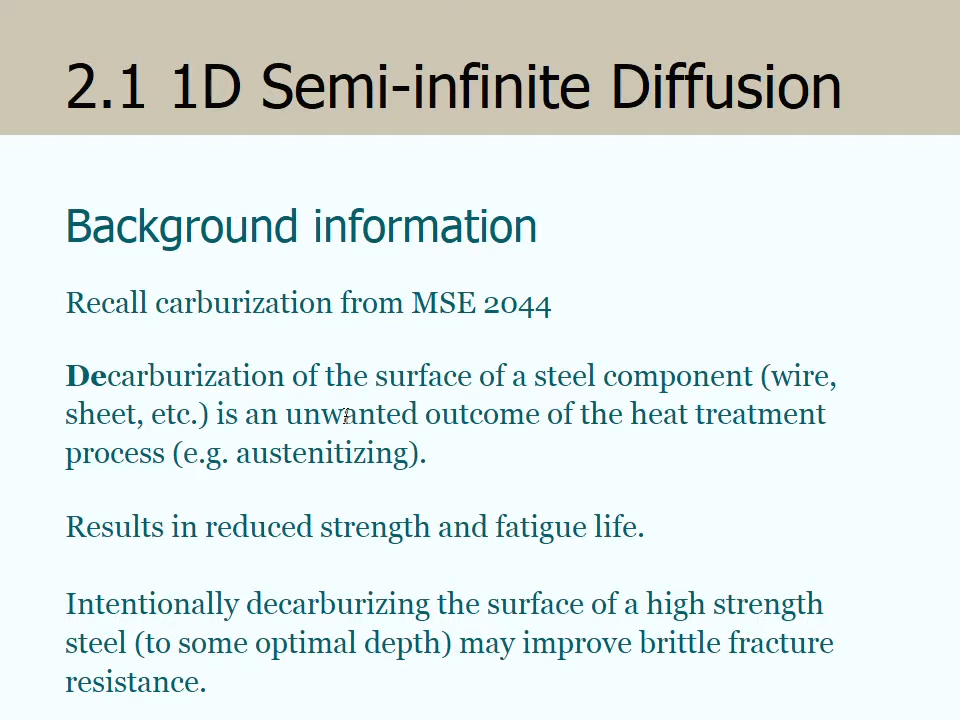 2.1 1D Semi-infinite Diffusion
Background information
Recall carburization from MSE 2044
Decarburization of the surface of a steel component (wire,
sheet, etc.) is an unwanted outcome of the heat treatment
process (e.g. austenitizing).
Results in reduced strength and fatigue life.
Intentionally decarburizing the surface of a high strength
steel (to some optimal depth) may improve brittle fracture
resistance.